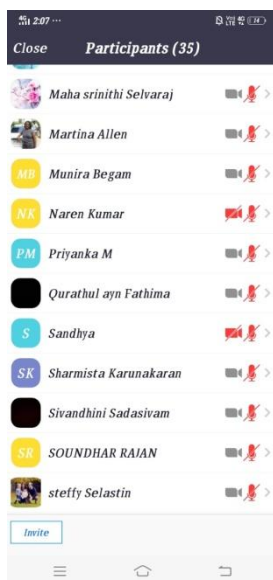 2:07 ...
Close Participants (35)
Maha srinithi Selvaraj
Martina Allen
MB Munira Begam
NK Naren Kumar
PM Priyanka M
Qurathul ayn Fathima
S Sandhya
SK Sharmista Karunakaran
Sivandhini Sadasivam
SR SOUNDHAR RAJAN
steffy Selastin
Invite